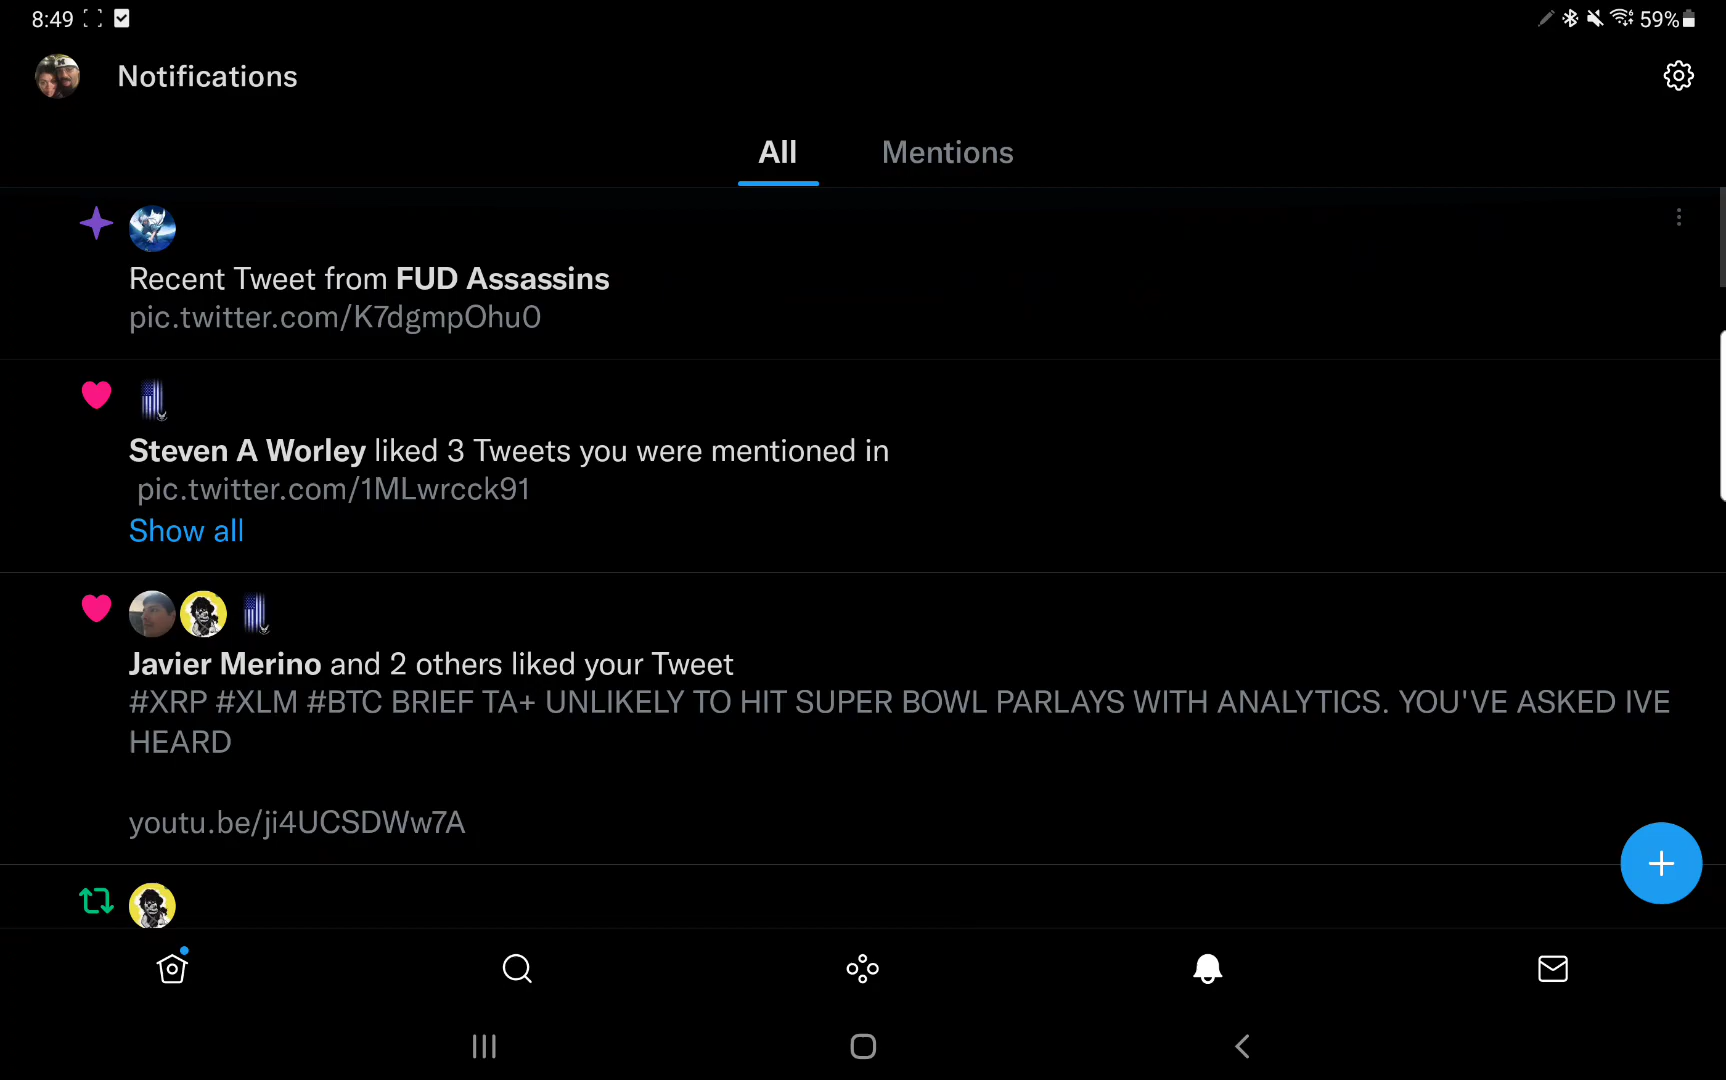 8:49
59%
Notifications
All
Mentions
Recent Tweet from FUD Assassins
pic.twitter.com/K7dgmpOhu0
Steven A Worley liked 3 Tweets you were mentioned in
pic.twitter.com/1MLwrcck91
Show all
Javier Merino and 2 others liked your Tweet
#XRP #XLM #BTC BRIEF TA+ UNLIKELY TO HIT SUPER BOWL PARLAYS WITH ANALYTICS. YOU'VE ASKED IVE
HEARD
youtu.be/ji4UCSDWw7A